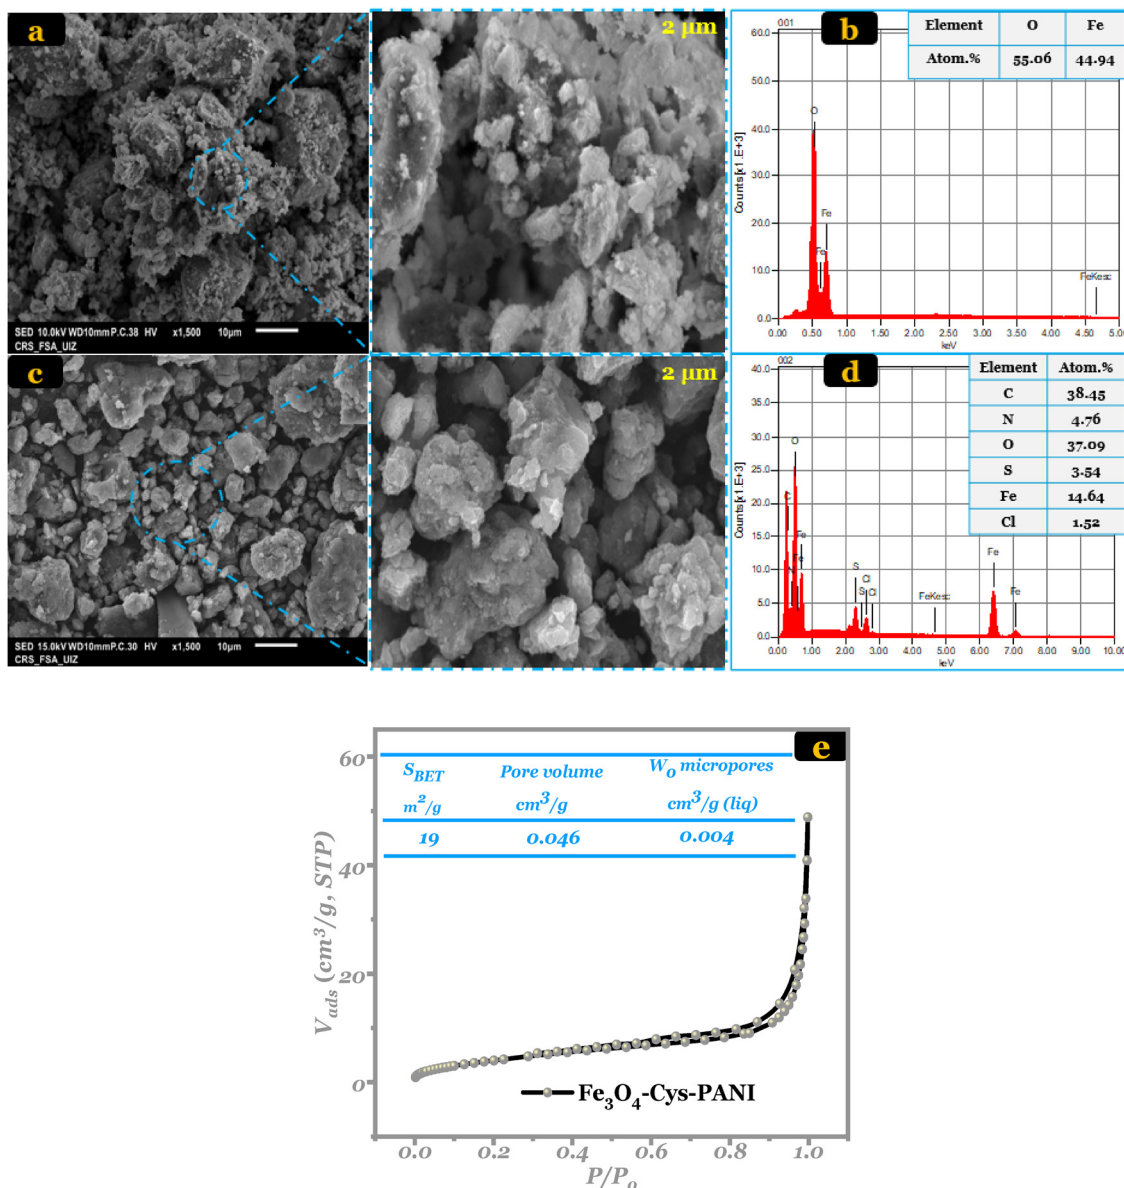 a
SED 10.0kV WD10mmP.C.38 HV x1,500 10µm
CRS_FSA_UIZ
2 µm
b
001
Element O Fe
Atom.% 55.06 44.94
60.0
50.0
40.0
30.0
20.0
10.0
0.0
Counts[x1.E+3]
O
Fe
Fe
FeKesc
0.00 0.50 1.00 1.50 2.00 2.50 3.00 3.50 4.00 4.50 5.0
keV
c
SED 15.0kV WD10mmP.C.30 HV x1,500 10µm
CRS_FSA_UIZ
2 µm
d
002
Element Atom.%
C 38.45
N 4.76
O 37.09
S 3.54
Fe 14.64
Cl 1.52
40.0
35.0
30.0
25.0
20.0
15.0
10.0
5.0
0.0
Counts[x1.E+3]
C
N
O
Fe
Fe
S
S
Cl
Cl
FeKesc
Fe
Fe
0.00 1.00 2.00 3.00 4.00 5.00 6.00 7.00 8.00 9.00 10.00
keV
e
S_BET Pore volume W₀ micropores
m²/g cm³/g cm³/g (liq)
19 0.046 0.004
60
40
20
0
V_ads (cm³/g, STP)
Fe₃O₄-Cys-PANI
0.0 0.2 0.4 0.6 0.8 1.0
P/P₀